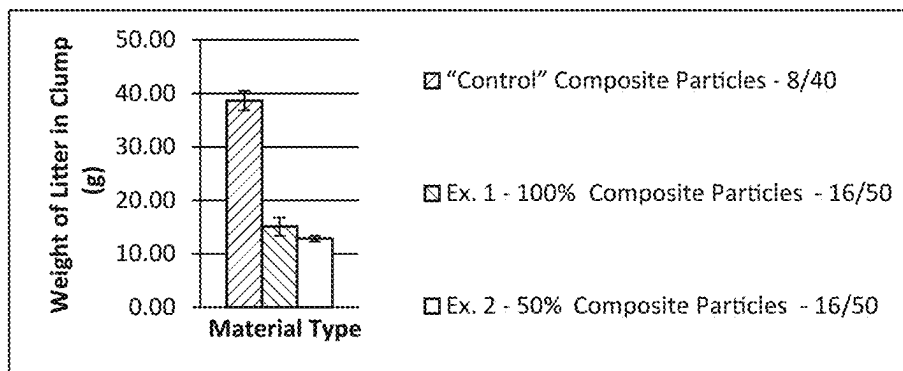 50.00
40.00
30.00
20.00
10.00
0.00
Weight of Litter in Clump
(g)
Material Type
"Control" Composite Particles - 8/40
Ex. 1 - 100% Composite Particles - 16/50
Ex. 2 - 50% Composite Particles - 16/50